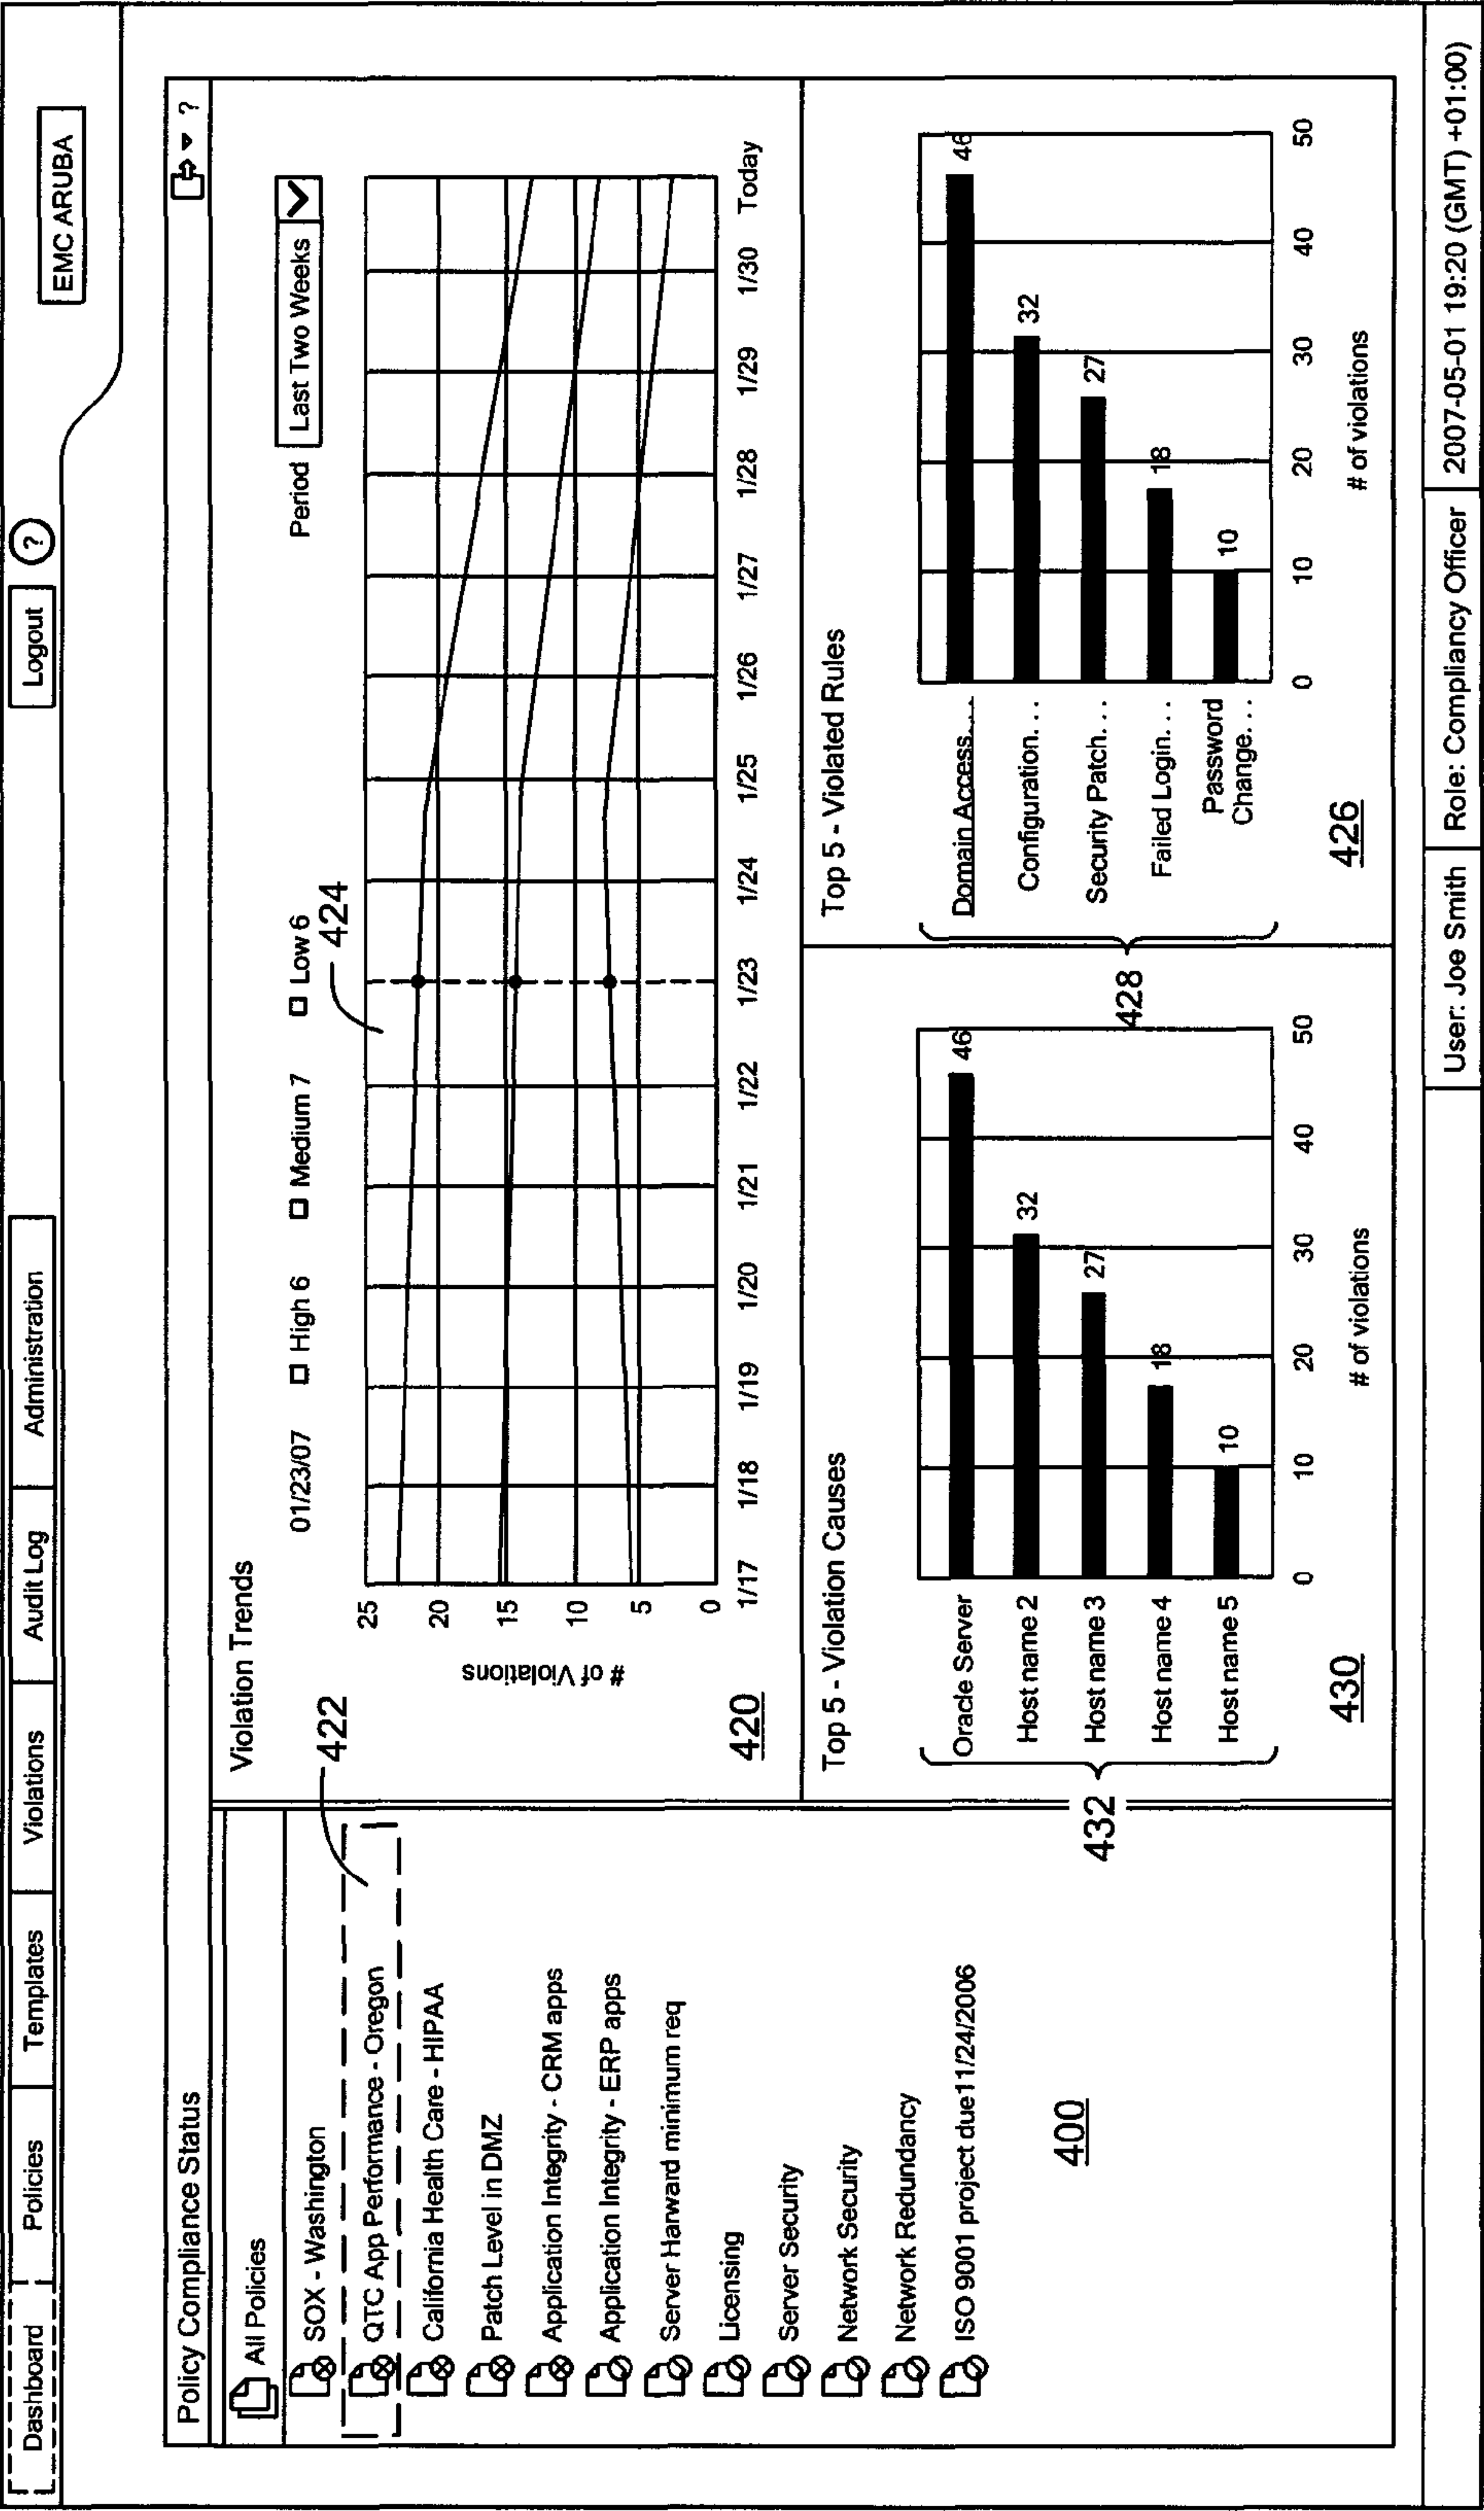 Dashboard Policies Templates Violations Audit Log Administration Logout ?
EMC ARUBA
Policy Compliance Status ?
All Policies
SOX - Washington
QTC App Performance - Oregon
California Health Care - HIPAA
Patch Level in DMZ
Application Integrity - CRM apps
Application Integrity - ERP apps
Server Harward minimum req
Licensing
Server Security
Network Security
Network Redundancy
ISO 9001 project due11/24/2006
400
422
Violation Trends
Period Last Two Weeks
01/23/07 High 6 Medium 7 Low 6
424
# of Violations
25
20
15
10
5
0
1/17 1/18 1/19 1/20 1/21 1/22 1/23 1/24 1/25 1/26 1/27 1/28 1/29 1/30 Today
420
Top 5 - Violation Causes
Oracle Server 46
Host name 2 32
Host name 3 27
Host name 4 18
Host name 5 10
0 10 20 30 40 50
# of violations
432
430
Top 5 - Violated Rules
Domain Access... 46
Configuration... 32
Security Patch... 27
Failed Login... 18
Password
Change... 10
0 10 20 30 40 50
# of violations
428
426
User: Joe Smith Role: Compliancy Officer 2007-05-01 19:20 (GMT) +01:00)